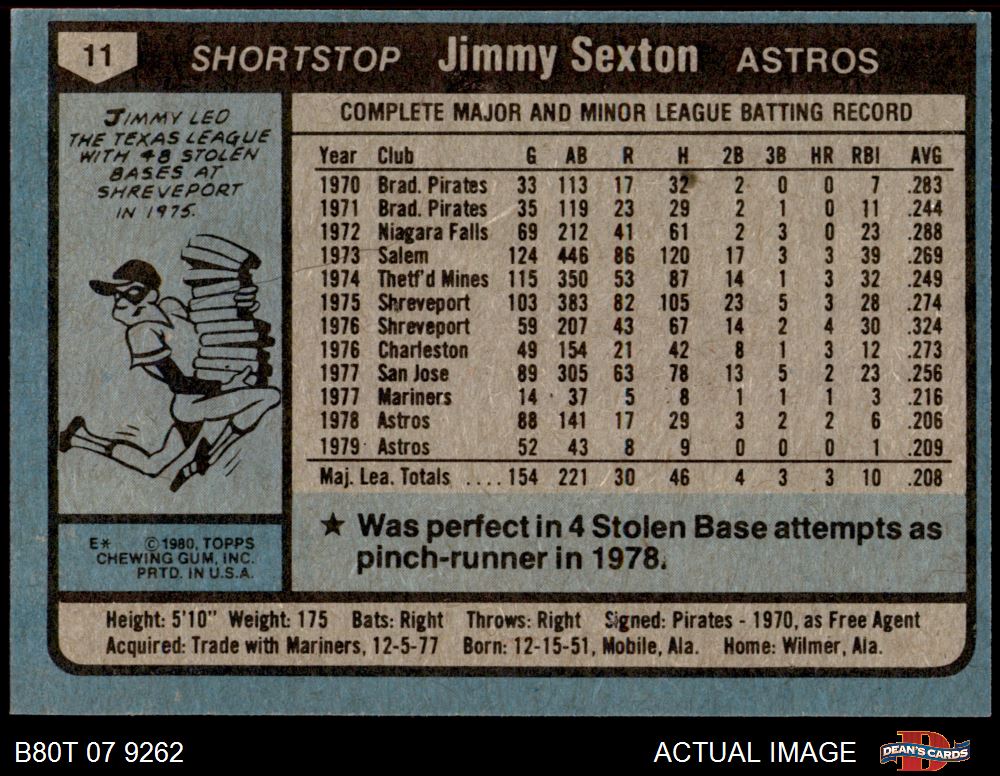 11 SHORTSTOP Jimmy Sexton ASTROS
JIMMY LED
THE TEXAS LEAGUE
WITH 48 STOLEN
BASES AT
SHREVEPORT
IN 1975.
COMPLETE MAJOR AND MINOR LEAGUE BATTING RECORD
Year Club G AB R H 2B 3B HR RBI AVG
1970 Brad. Pirates 33 113 17 32 2 0 0 7 .283
1971 Brad. Pirates 35 119 23 29 2 1 0 11 .244
1972 Niagara Falls 69 212 41 61 2 3 0 23 .288
1973 Salem 124 446 86 120 17 3 3 39 .269
1974 Thetf'd Mines 115 350 53 87 14 1 3 32 .249
1975 Shreveport 103 383 82 105 23 5 3 28 .274
1976 Shreveport 59 207 43 67 14 2 4 30 .324
1976 Charleston 49 154 21 42 8 1 3 12 .273
1977 San Jose 89 305 63 78 13 5 2 23 .256
1977 Mariners 14 37 5 8 1 1 1 3 .216
1978 Astros 88 141 17 29 3 2 2 6 .206
1979 Astros 52 43 8 9 0 0 0 1 .209
Maj. Lea. Totals .... 154 221 30 46 4 3 3 10 .208
★ Was perfect in 4 Stolen Base attempts as
pinch-runner in 1978.
E* © 1980, TOPPS
CHEWING GUM, INC.
PRTD. IN U.S.A.
Height: 5'10" Weight: 175 Bats: Right Throws: Right Signed: Pirates - 1970, as Free Agent
Acquired: Trade with Mariners, 12-5-77 Born: 12-15-51, Mobile, Ala. Home: Wilmer, Ala.
B80T 07 9262 ACTUAL IMAGE DEAN'S CARDS